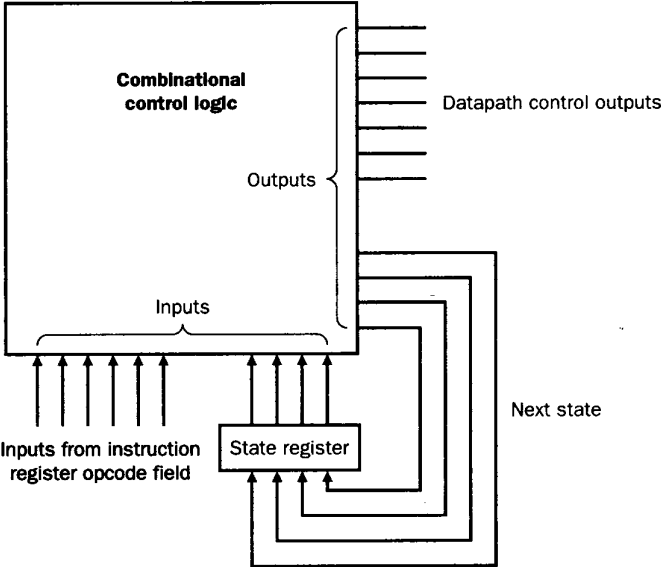 Combinational
control logic
Datapath control outputs
Outputs
Inputs
Next state
Inputs from instruction
register opcode field
State register